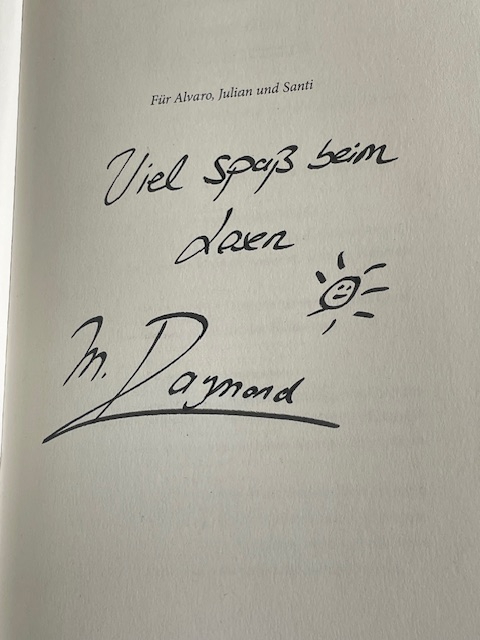 Für Alvaro, Julian und Santi
Viel spaß beim
Lesen
M. Daymond